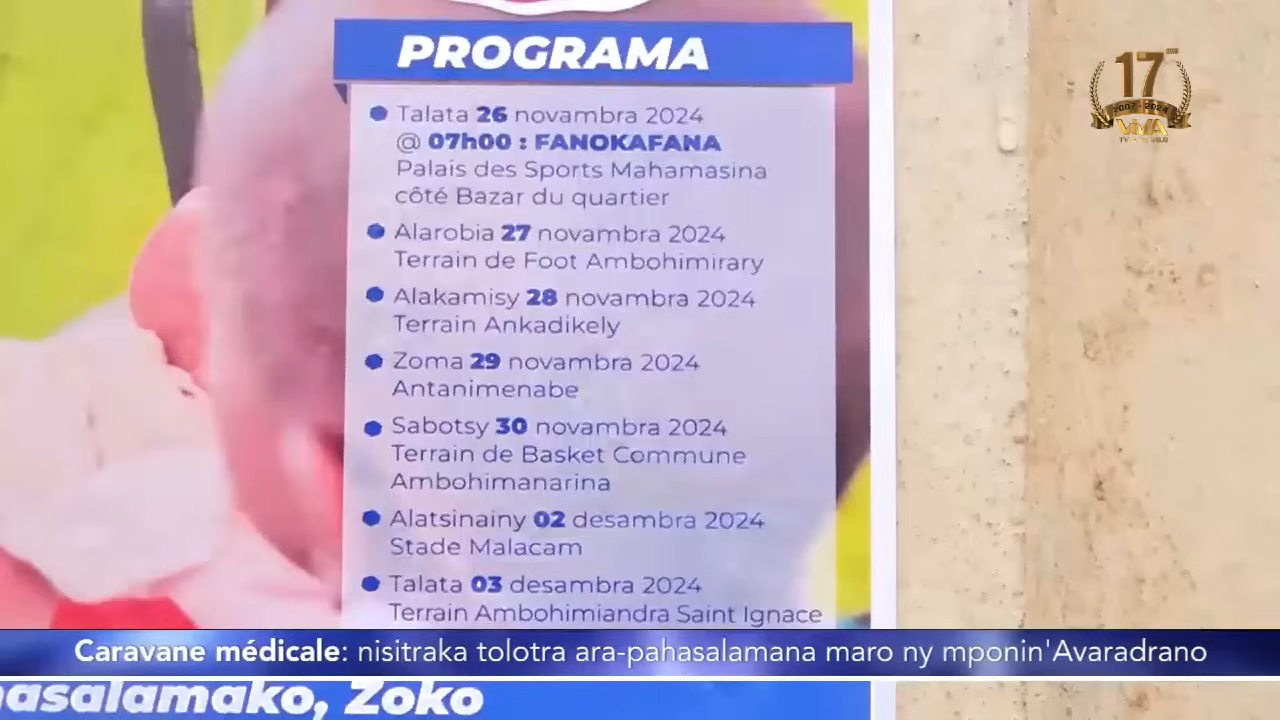 PROGRAMA
Talata 26 novambra 2024
@ 07h00 : FANOKAFANA
Palais des Sports Mahamasina
côté Bazar du quartier
Alarobia 27 novambra 2024
Terrain de Foot Ambohimirary
Alakamisy 28 novambra 2024
Terrain Ankadikely
Zoma 29 novambra 2024
Antanimenabe
Sabotsy 30 novambra 2024
Terrain de Basket Commune
Ambohimanarina
Alatsinainy 02 desambra 2024
Stade Malacam
Talata 03 desambra 2024
Terrain Ambohimiandra Saint Ignace
17
2007 - 2024
VIVA
Caravane médicale: nisitraka tolotra ara-pahasalamana maro ny mponin'Avaradrano
asalamako, Zoko